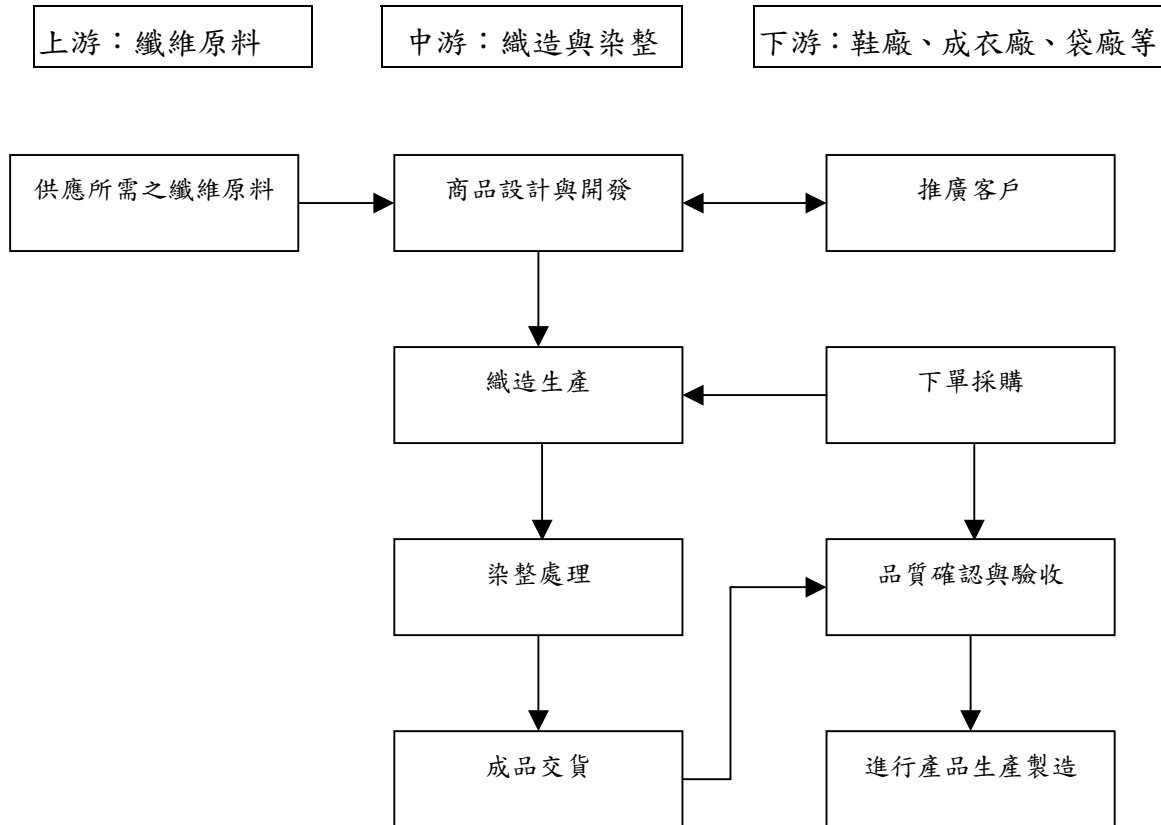 上游：纖維原料
中游：織造與染整
下游：鞋廠、成衣廠、袋廠等
供應所需之纖維原料
商品設計與開發
推廣客戶
織造生產
下單採購
染整處理
品質確認與驗收
成品交貨
進行產品生產製造